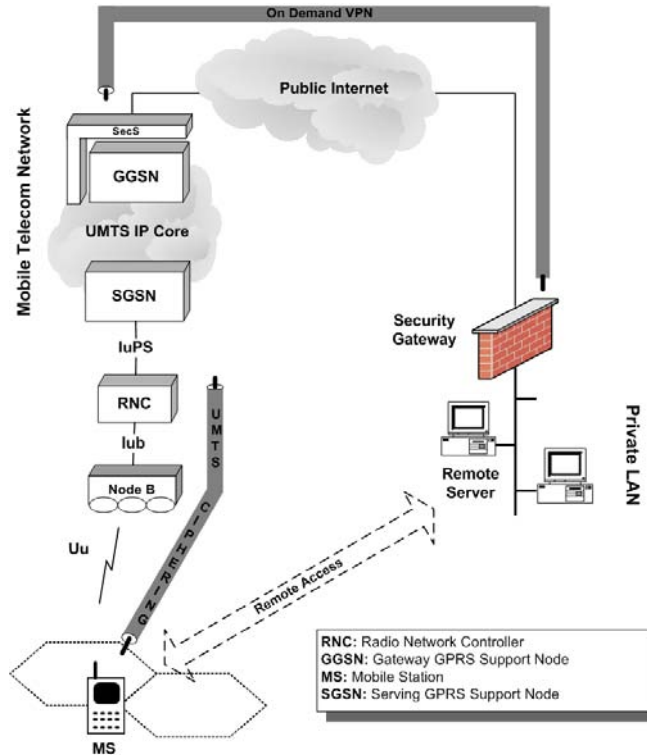 On Demand VPN
Public Internet
Mobile Telecom Network
SecS
GGSN
UMTS IP Core
SGSN
IuPS
RNC
Iub
Node B
Uu
UMTS CIPHERING
Security
Gateway
Private LAN
Remote
Server
Remote Access
MS
RNC: Radio Network Controller
GGSN: Gateway GPRS Support Node
MS: Mobile Station
SGSN: Serving GPRS Support Node